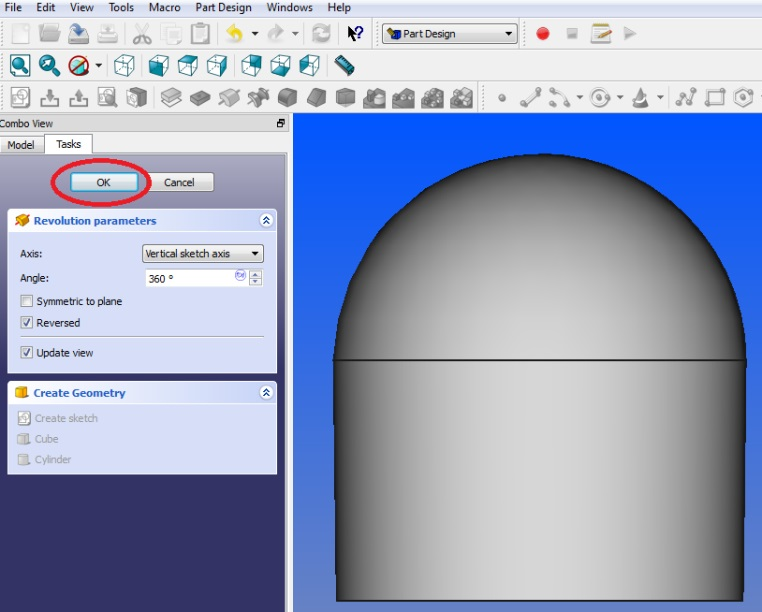 File Edit View Tools Macro Part Design Windows Help
Part Design
Combo View
Model Tasks
OK Cancel
Revolution parameters
Axis: Vertical sketch axis
Angle: 360 °
Symmetric to plane
Reversed
Update view
Create Geometry
Create sketch
Cube
Cylinder